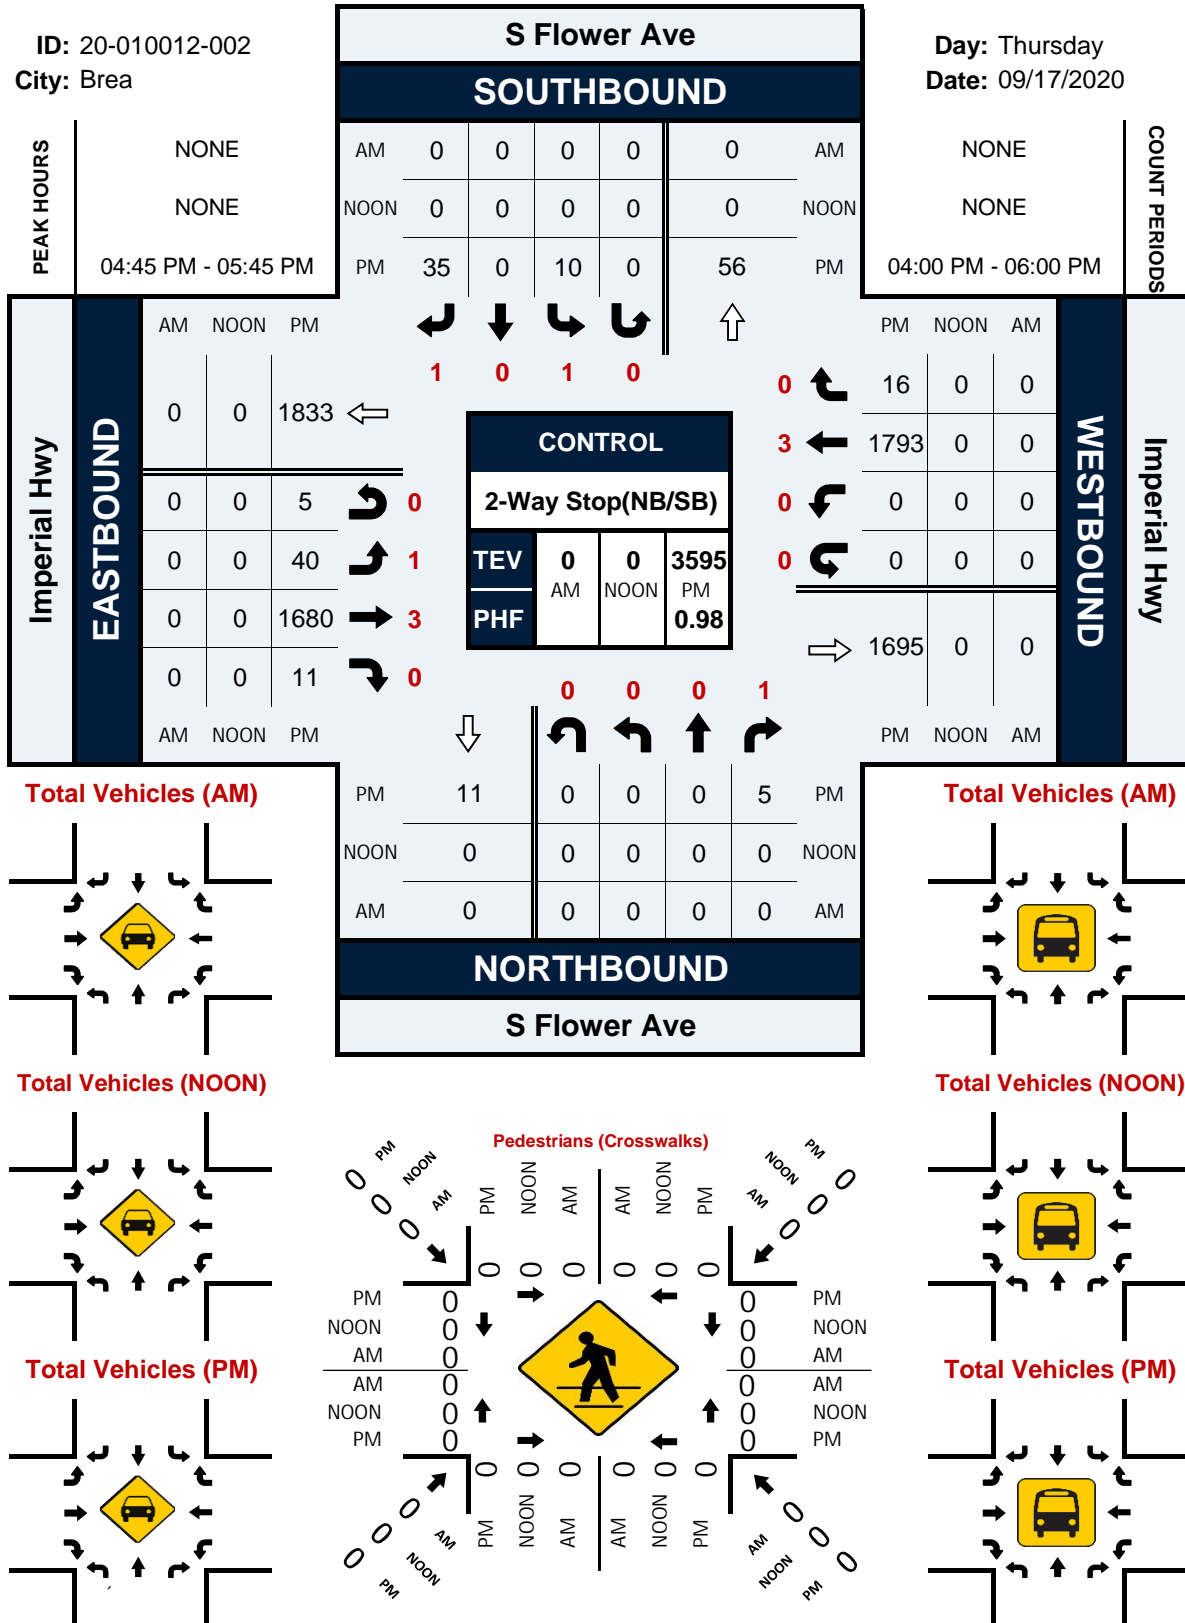 S Flower Ave
ID: 20-010012-002
Day: Thursday
City: Brea
Date: 09/17/2020
SOUTHBOUND
PEAK HOURS
NONE
AM 0 0 0 0 0 AM
NONE
COUNT PERIODS
NONE
NOON 0 0 0 0 0 NOON
NONE
04:45 PM - 05:45 PM
PM 35 0 10 0 56 PM
04:00 PM - 06:00 PM
1 0 1 0
Imperial Hwy
EASTBOUND
AM NOON PM
0 0 1833
0 0 5 0
0 0 40 1
0 0 1680 3
0 0 11 0
AM NOON PM
CONTROL
2-Way Stop(NB/SB)
TEV 0 0 3595
AM NOON PM
PHF 0.98
PM NOON AM
0 16 0 0
3 1793 0 0
0 0 0 0
0 0 0 0
1695 0 0
PM NOON AM
WESTBOUND
Imperial Hwy
0 0 0 1
PM 11 0 0 0 5 PM
NOON 0 0 0 0 0 NOON
AM 0 0 0 0 0 AM
NORTHBOUND
S Flower Ave
Total Vehicles (AM)
Total Vehicles (AM)
Total Vehicles (NOON)
Total Vehicles (NOON)
Pedestrians (Crosswalks)
0 PM
0 NOON
0 AM
PM NOON AM AM NOON PM
PM 0
NOON 0
AM 0
0 0 0 0 0 0
PM 0 0 PM
NOON 0 0 NOON
AM 0 0 AM
AM 0 0 AM
NOON 0 0 NOON
PM 0 0 PM
0 0 0 0 0 0
PM NOON AM AM NOON PM
0 AM
0 NOON
0 PM
AM 0
NOON 0
PM 0
Total Vehicles (PM)
Total Vehicles (PM)